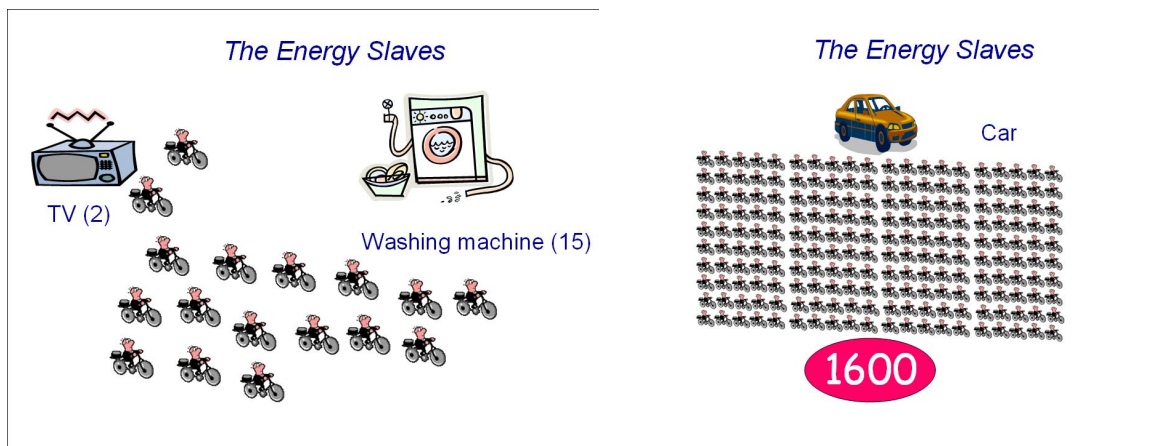 The Energy Slaves
TV (2)
Washing machine (15)
The Energy Slaves
Car
1600